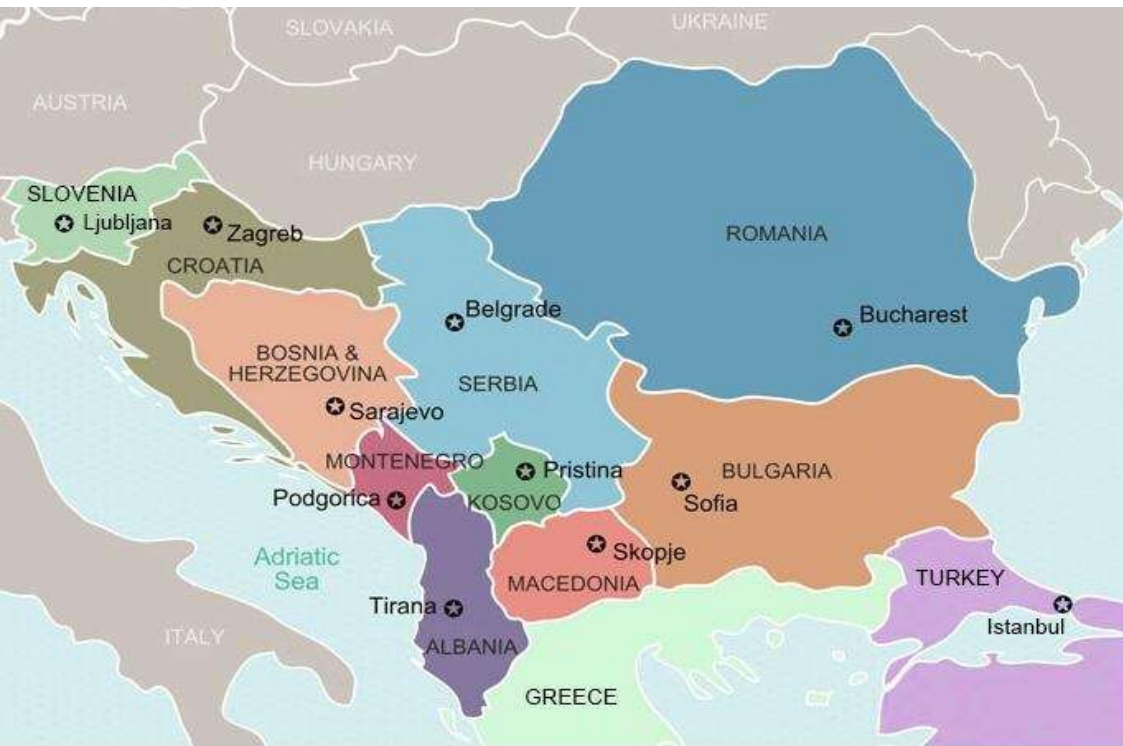 SLOVAKIA
UKRAINE
AUSTRIA
HUNGARY
SLOVENIA
Ljubljana
Zagreb
CROATIA
ROMANIA
Belgrade
Bucharest
BOSNIA &
HERZEGOVINA
SERBIA
Sarajevo
MONTENEGRO
Pristina
BULGARIA
Podgorica
KOSOVO
Sofia
Adriatic
Sea
Skopje
MACEDONIA
TURKEY
Tirana
Istanbul
ITALY
ALBANIA
GREECE